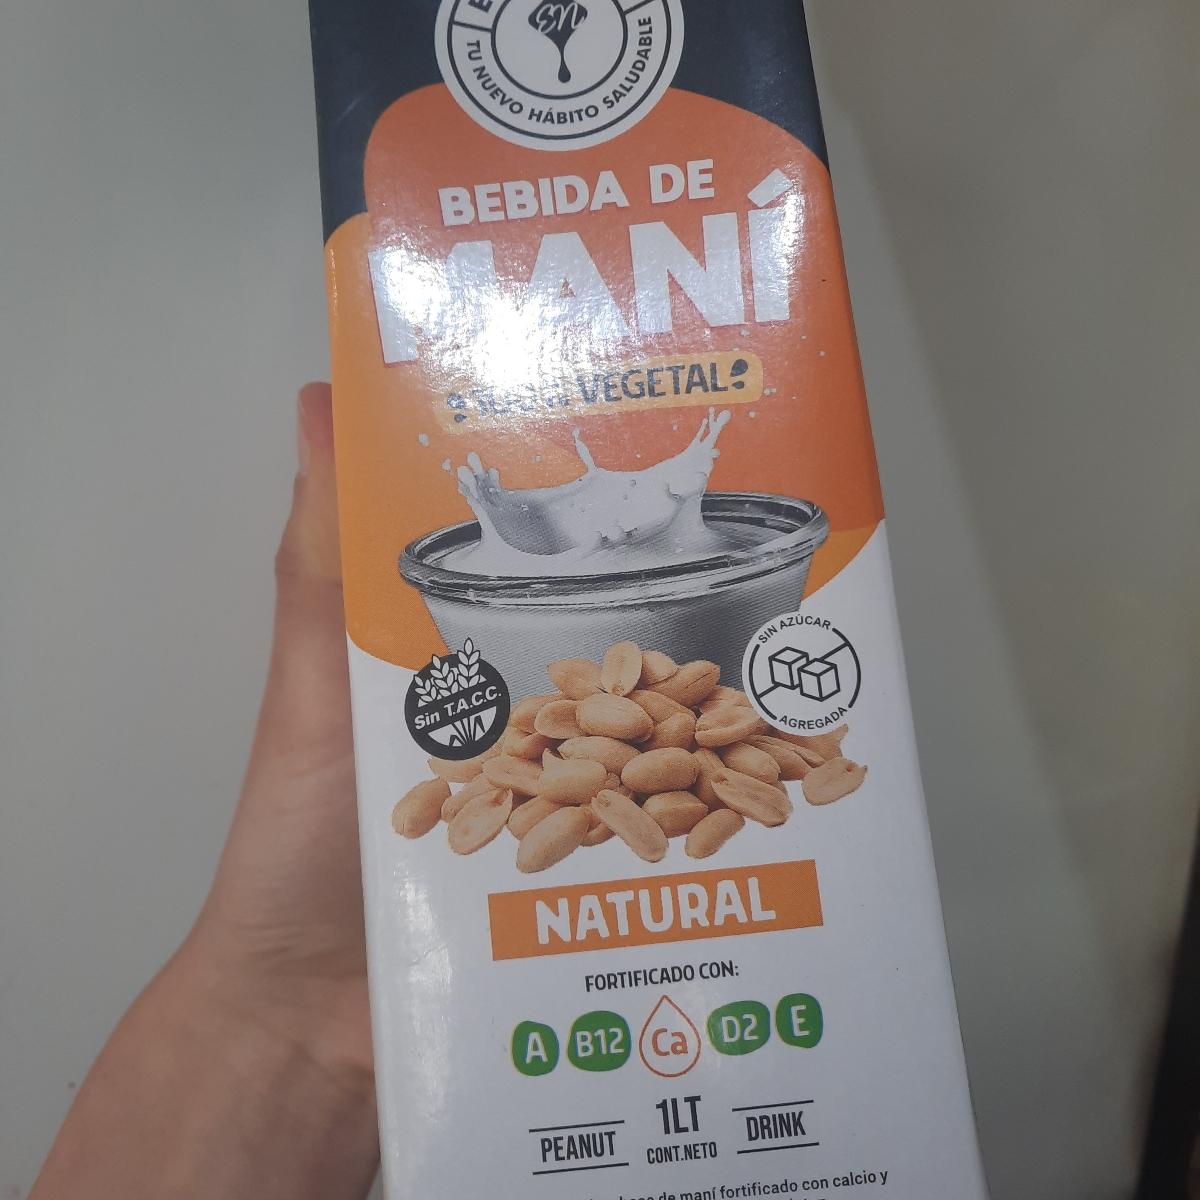 TU NUEVO HÁBITO SALUDABLE
BEBIDA DE
MANÍ
100% VEGETAL
SIN AZÚCAR
AGREGADA
Sin T.A.C.C.
NATURAL
FORTIFICADO CON:
A B12 Ca D2 E
PEANUT 1LT DRINK
CONT.NETO
de maní fortificado con calcio y